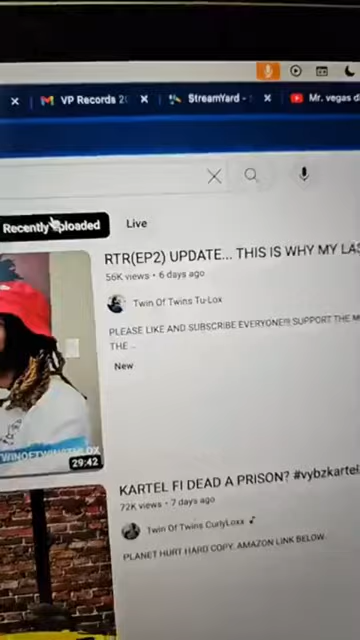 VP Records 20
StreamYard -
Mr. vegas d
Recently uploaded
Live
RTR(EP2) UPDATE... THIS IS WHY MY LAS
56K views • 6 days ago
Twin Of Twins Tu-Lox
PLEASE LIKE AND SUBSCRIBE EVERYONE!!! SUPPORT THE M
THE ...
New
29:42
KARTEL FI DEAD A PRISON? #vybzkartel
72K views • 7 days ago
Twin Of Twins CurlyLoxx
PLANET HURT HARD COPY. AMAZON LINK BELOW.